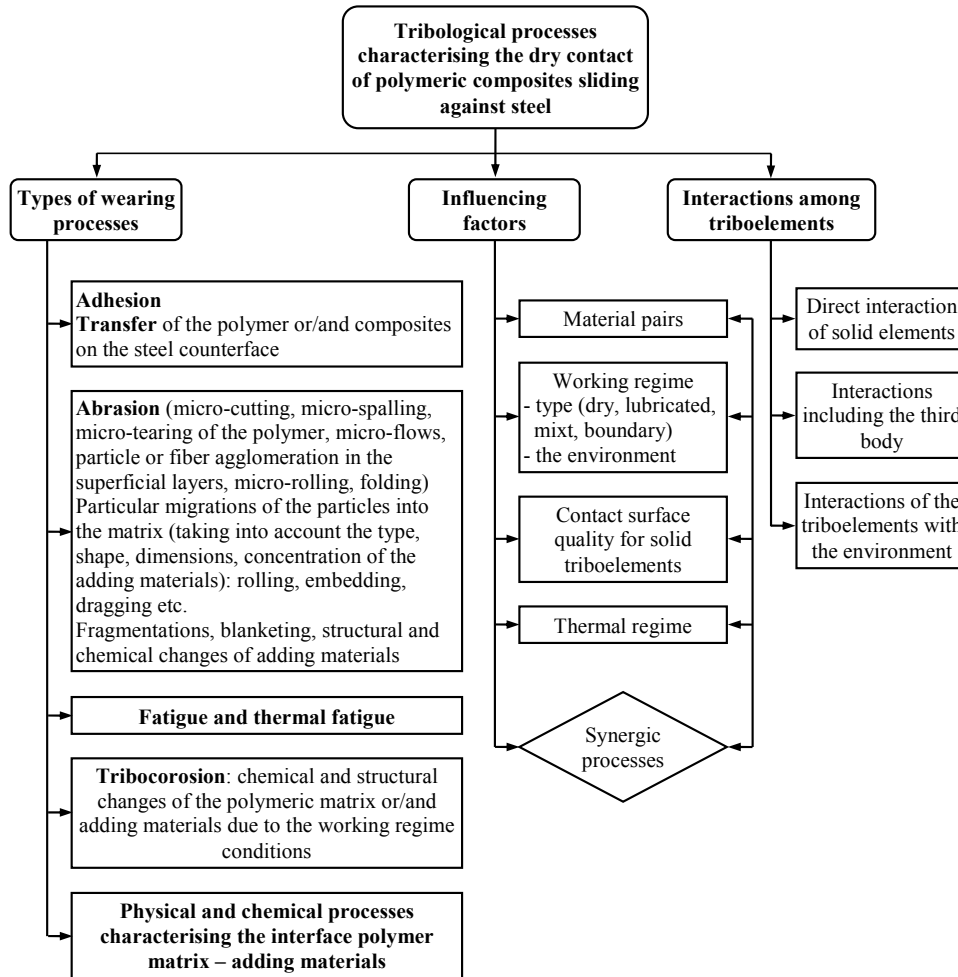 Tribological processes
characterising the dry contact
of polymeric composites sliding
against steel
Types of wearing
processes
Influencing
factors
Interactions among
triboelements
Adhesion
Transfer of the polymer or/and composites
on the steel counterface
Abrasion (micro-cutting, micro-spalling,
micro-tearing of the polymer, micro-flows,
particle or fiber agglomeration in the
superficial layers, micro-rolling, folding)
Particular migrations of the particles into
the matrix (taking into account the type,
shape, dimensions, concentration of the
adding materials): rolling, embedding,
dragging etc.
Fragmentations, blanketing, structural and
chemical changes of adding materials
Fatigue and thermal fatigue
Tribocorosion: chemical and structural
changes of the polymeric matrix or/and
adding materials due to the working regime
conditions
Physical and chemical processes
characterising the interface polymer
matrix – adding materials
Material pairs
Working regime
- type (dry, lubricated,
mixt, boundary)
- the environment
Contact surface
quality for solid
triboelements
Thermal regime
Synergic
processes
Direct interaction
of solid elements
Interactions
including the third
body
Interactions of the
triboelements with
the environment